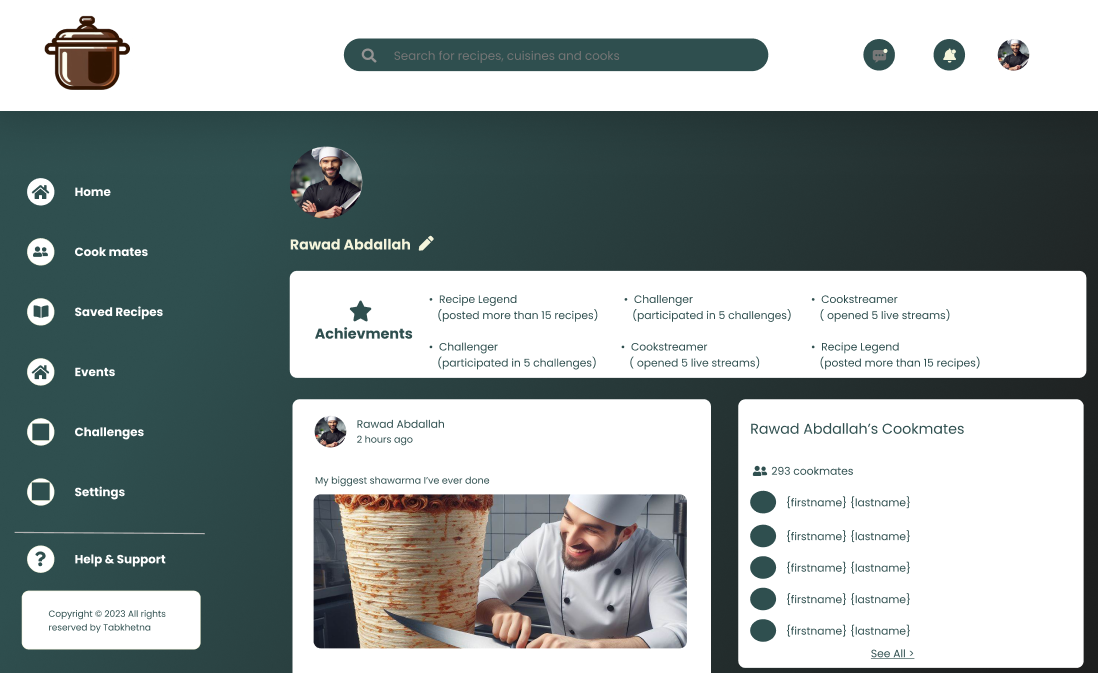 Search for recipes, cuisines and cooks
Home
Cook mates
Saved Recipes
Events
Challenges
Settings
?
Help & Support
Copyright © 2023 All rights
reserved by Tabkhetna
Rawad Abdallah
Achievments
• Recipe Legend
(posted more than 15 recipes)
• Challenger
(participated in 5 challenges)
• Cookstreamer
( opened 5 live streams)
• Challenger
(participated in 5 challenges)
• Cookstreamer
( opened 5 live streams)
• Recipe Legend
(posted more than 15 recipes)
Rawad Abdallah
2 hours ago
My biggest shawarma I've ever done
Rawad Abdallah's Cookmates
293 cookmates
{firstname} {lastname}
{firstname} {lastname}
{firstname} {lastname}
{firstname} {lastname}
{firstname} {lastname}
See All >